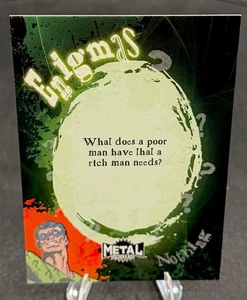 Enigmas
What does a poor
man have that a
rich man needs?
METAL
Nothing